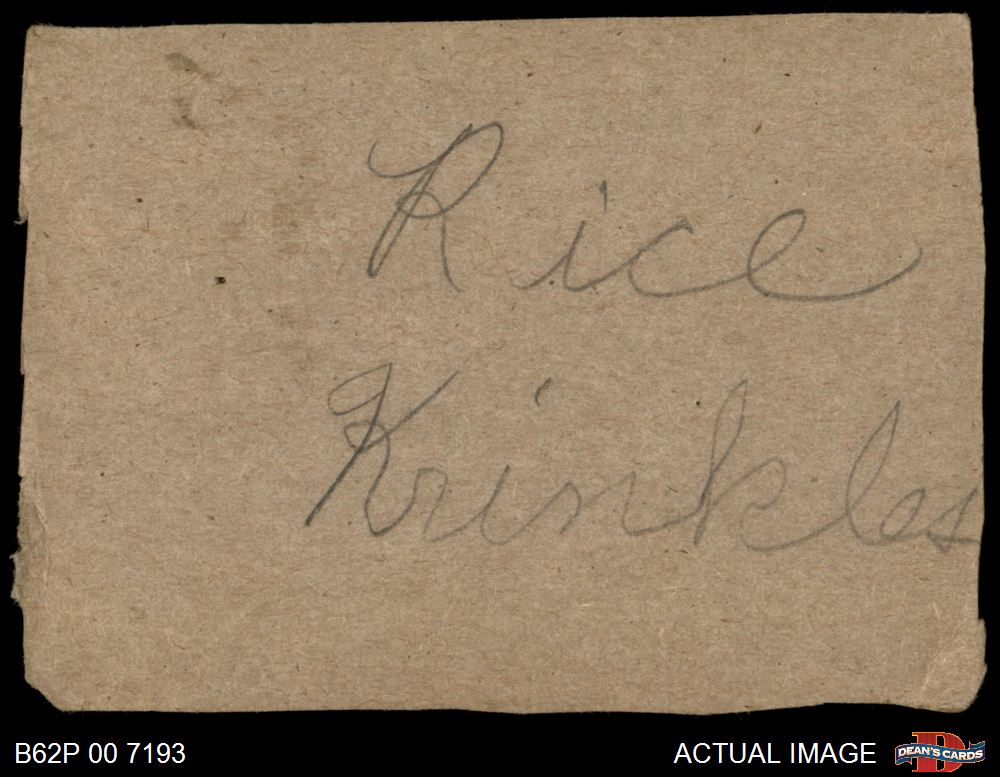 Rice
Krinkles
B62P 00 7193
ACTUAL IMAGE
DEAN'S CARDS